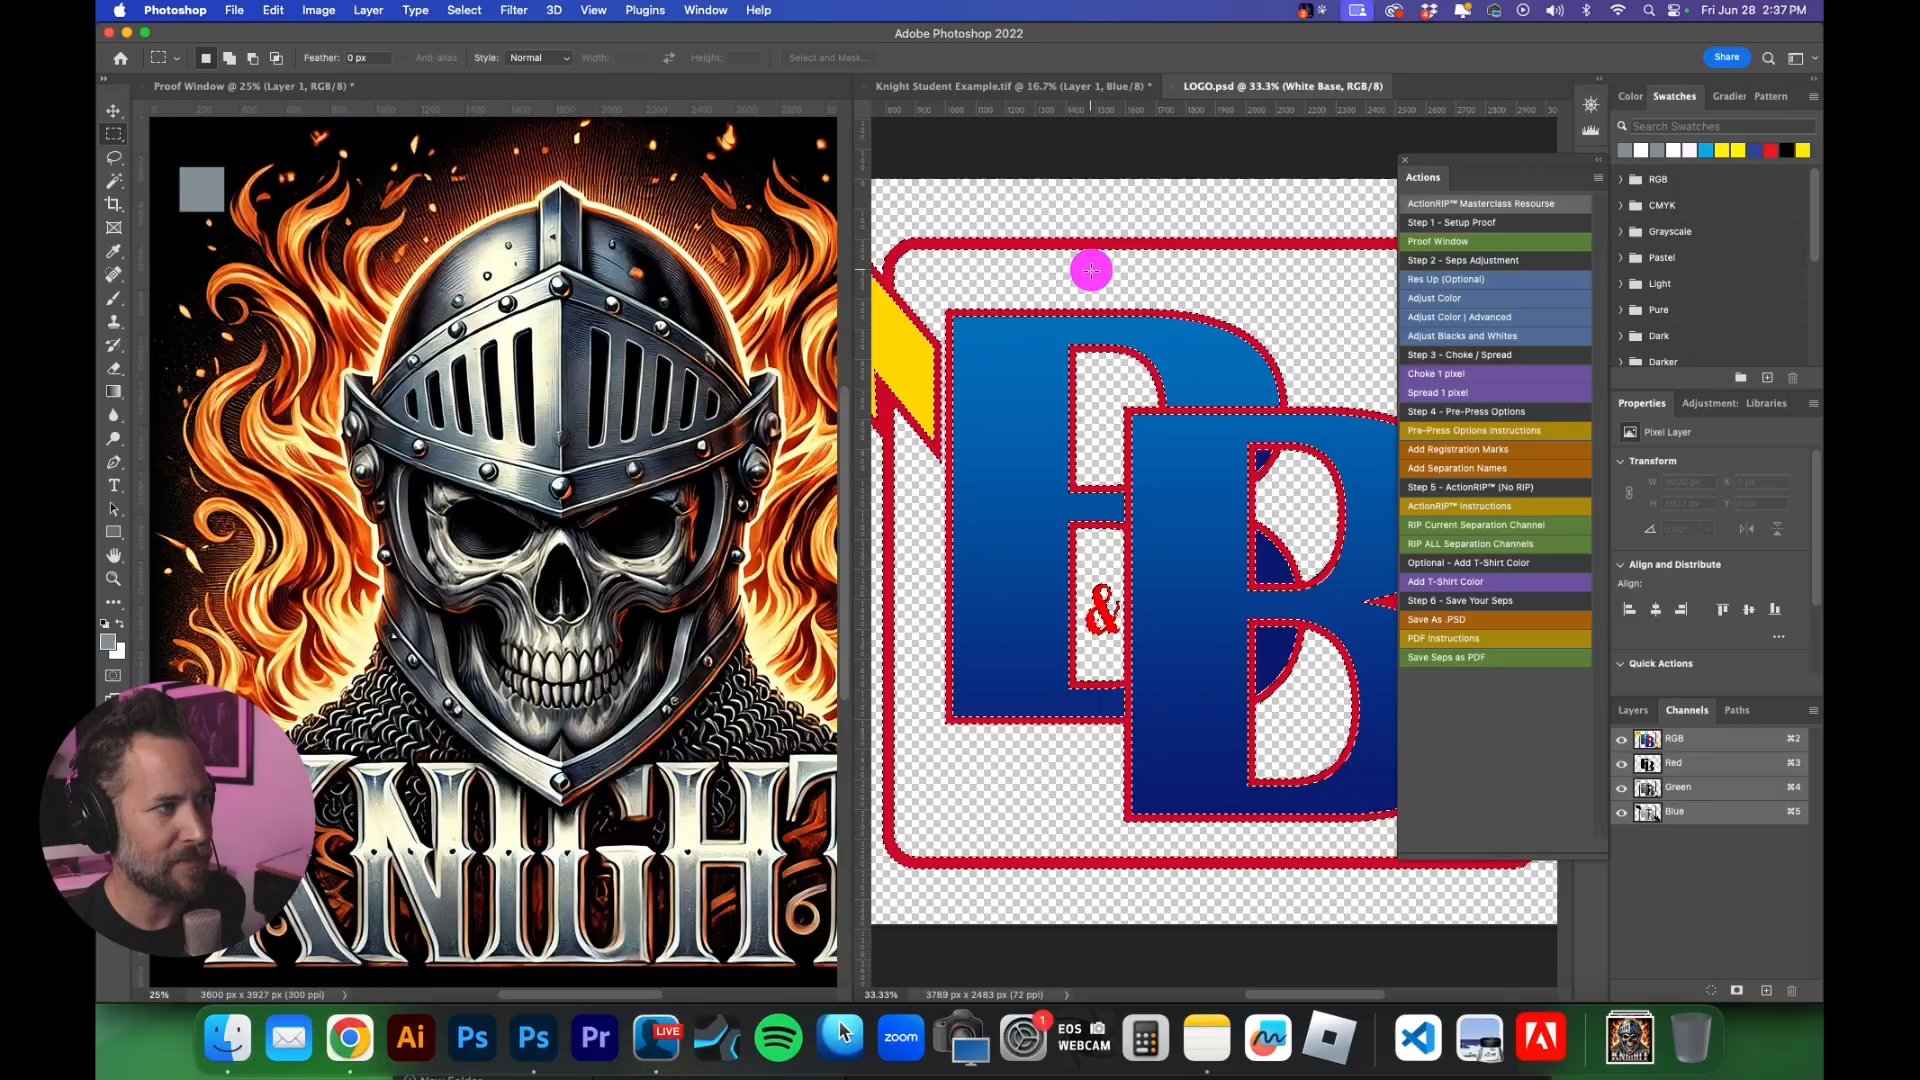 Photoshop File Edit Image Layer Type Select Filter 3D View Plugins Window Help
Fri Jun 28 2:37 PM
Adobe Photoshop 2022
Feather: 0 px Anti-alias Style: Normal Width: Height: Select and Mask...
Share
Proof Window @ 25% (Layer 1, RGB/8) *
Knight Student Example.tif @ 16.7% (Layer 1, Blue/8) *
LOGO.psd @ 33.3% (White Base, RGB/8)
Actions
ActionRIP™ Masterclass Resourse
Step 1 - Setup Proof
Proof Window
Step 2 - Seps Adjustment
Res Up (Optional)
Adjust Color
Adjust Color | Advanced
Adjust Blacks and Whites
Step 3 - Choke / Spread
Choke 1 pixel
Spread 1 pixel
Step 4 - Pre-Press Options
Pre-Press Options Instructions
Add Registration Marks
Add Separation Names
Step 5 - ActionRIP™ (No RIP)
ActionRIP™ Instructions
RIP Current Separation Channel
RIP ALL Separation Channels
Optional - Add T-Shirt Color
Add T-Shirt Color
Step 6 - Save Your Seps
Save As .PSD
PDF Instructions
Save Seps as PDF
Color Swatches Gradier Pattern
Search Swatches
RGB
CMYK
Grayscale
Pastel
Light
Pure
Dark
Darker
Properties Adjustment: Libraries
Pixel Layer
Transform
W 3600 px X 0 px
H 3927 px Y 0 px
Align and Distribute
Align:
Quick Actions
Layers Channels Paths
RGB ⌘2
Red ⌘3
Green ⌘4
Blue ⌘5
&
B
KNIGHT
25% 3600 px x 3927 px (300 ppi)
33.33% 3789 px x 2483 px (72 ppi)
Ai
Ps
Ps
Pr
LIVE
zoom
1
EOS
WEBCAM